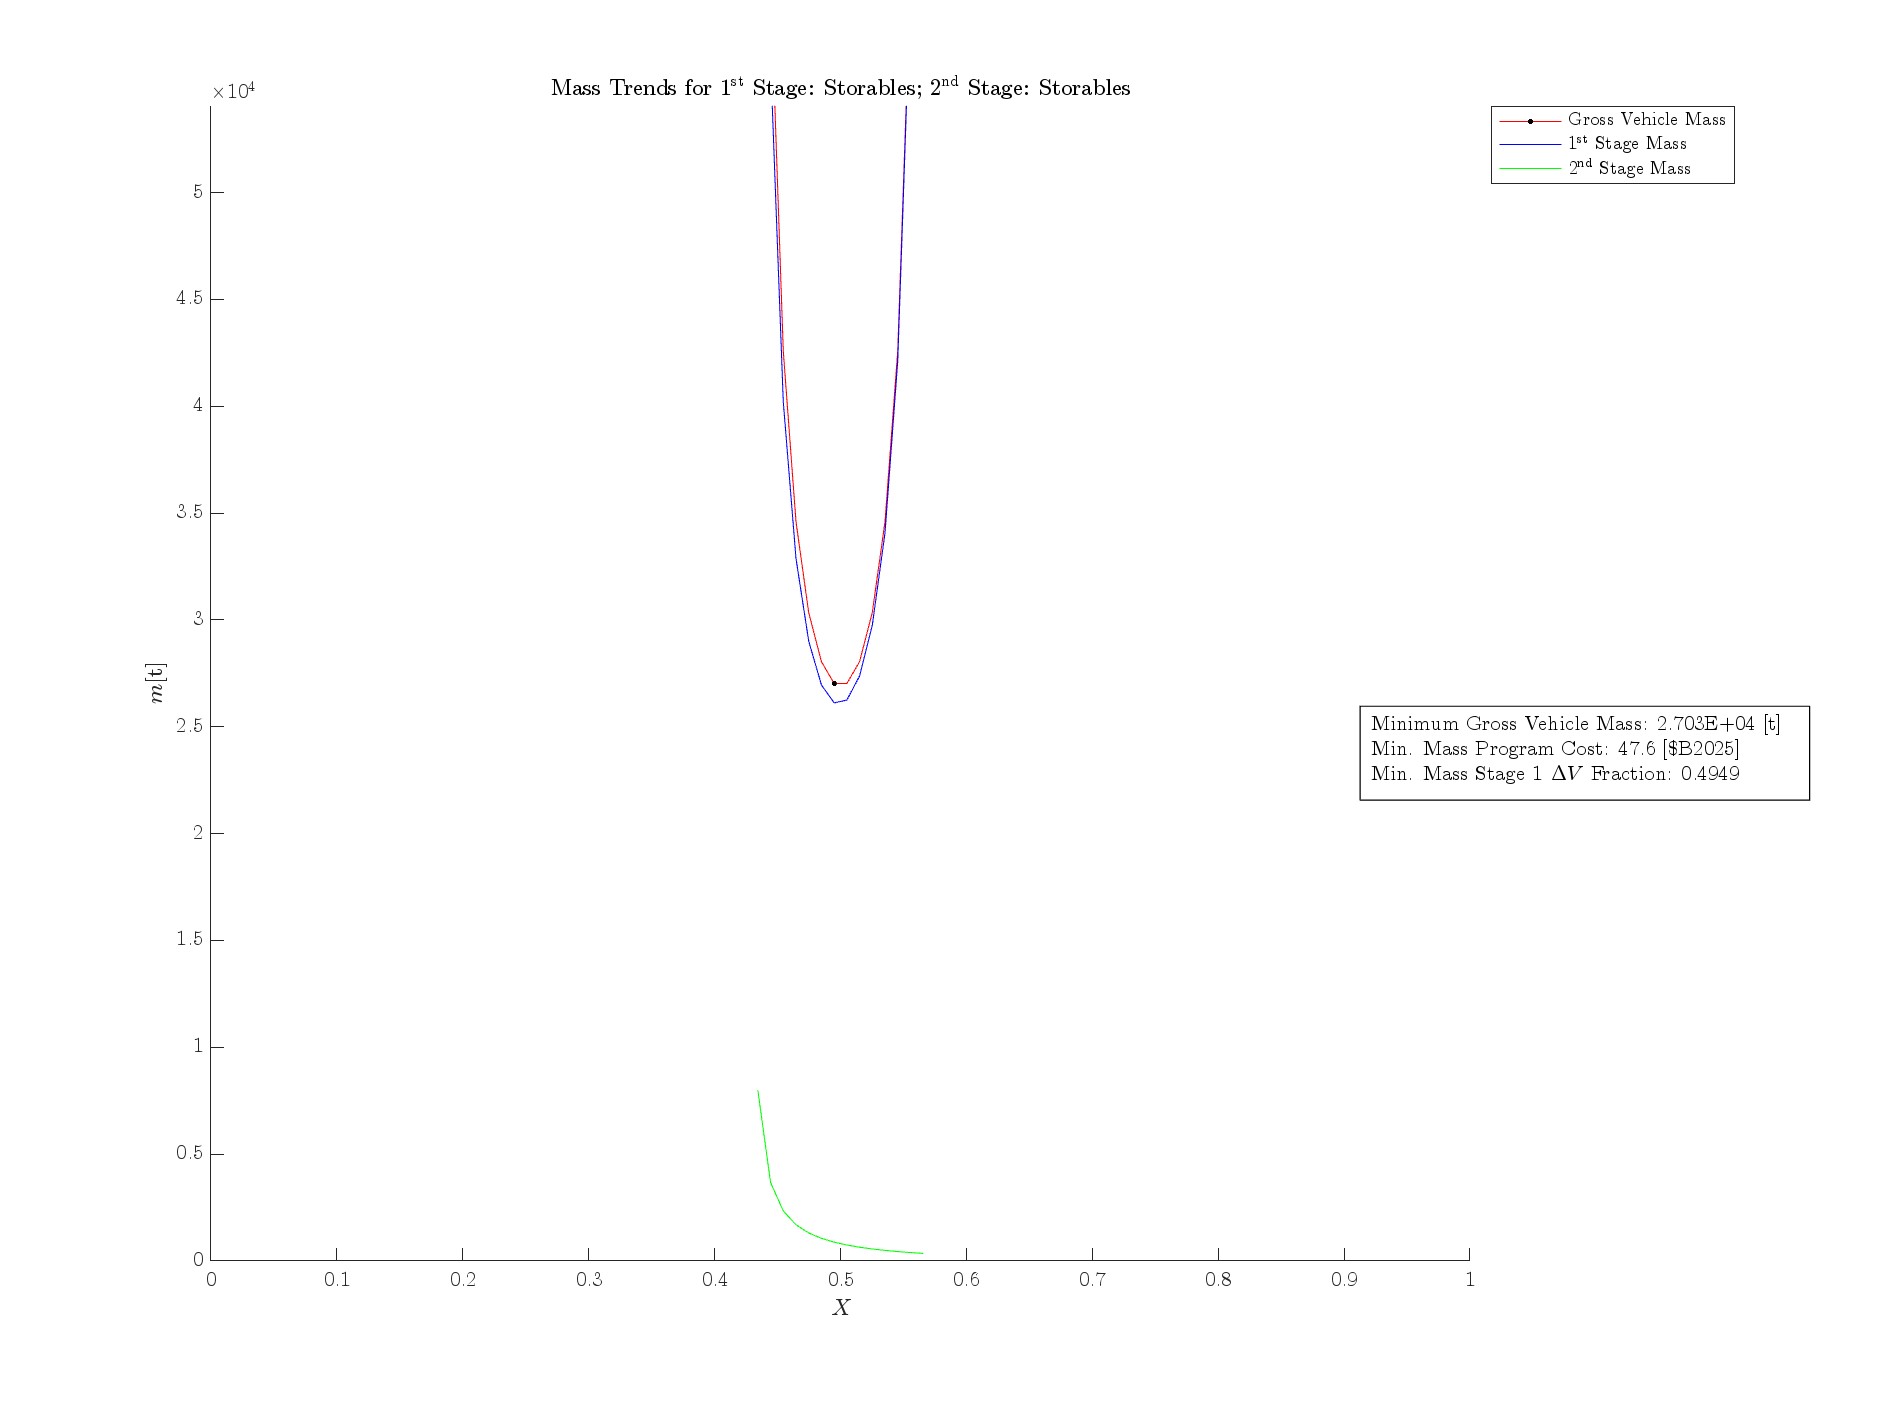 Mass Trends for 1st Stage: Storables; 2nd Stage: Storables
×10⁴
Gross Vehicle Mass
1st Stage Mass
2nd Stage Mass
5
4.5
4
3.5
3
2.5
2
1.5
1
0.5
0
m[t]
Minimum Gross Vehicle Mass: 2.703E+04 [t]
Min. Mass Program Cost: 47.6 [$B2025]
Min. Mass Stage 1 ΔV Fraction: 0.4949
0 0.1 0.2 0.3 0.4 0.5 0.6 0.7 0.8 0.9 1
X